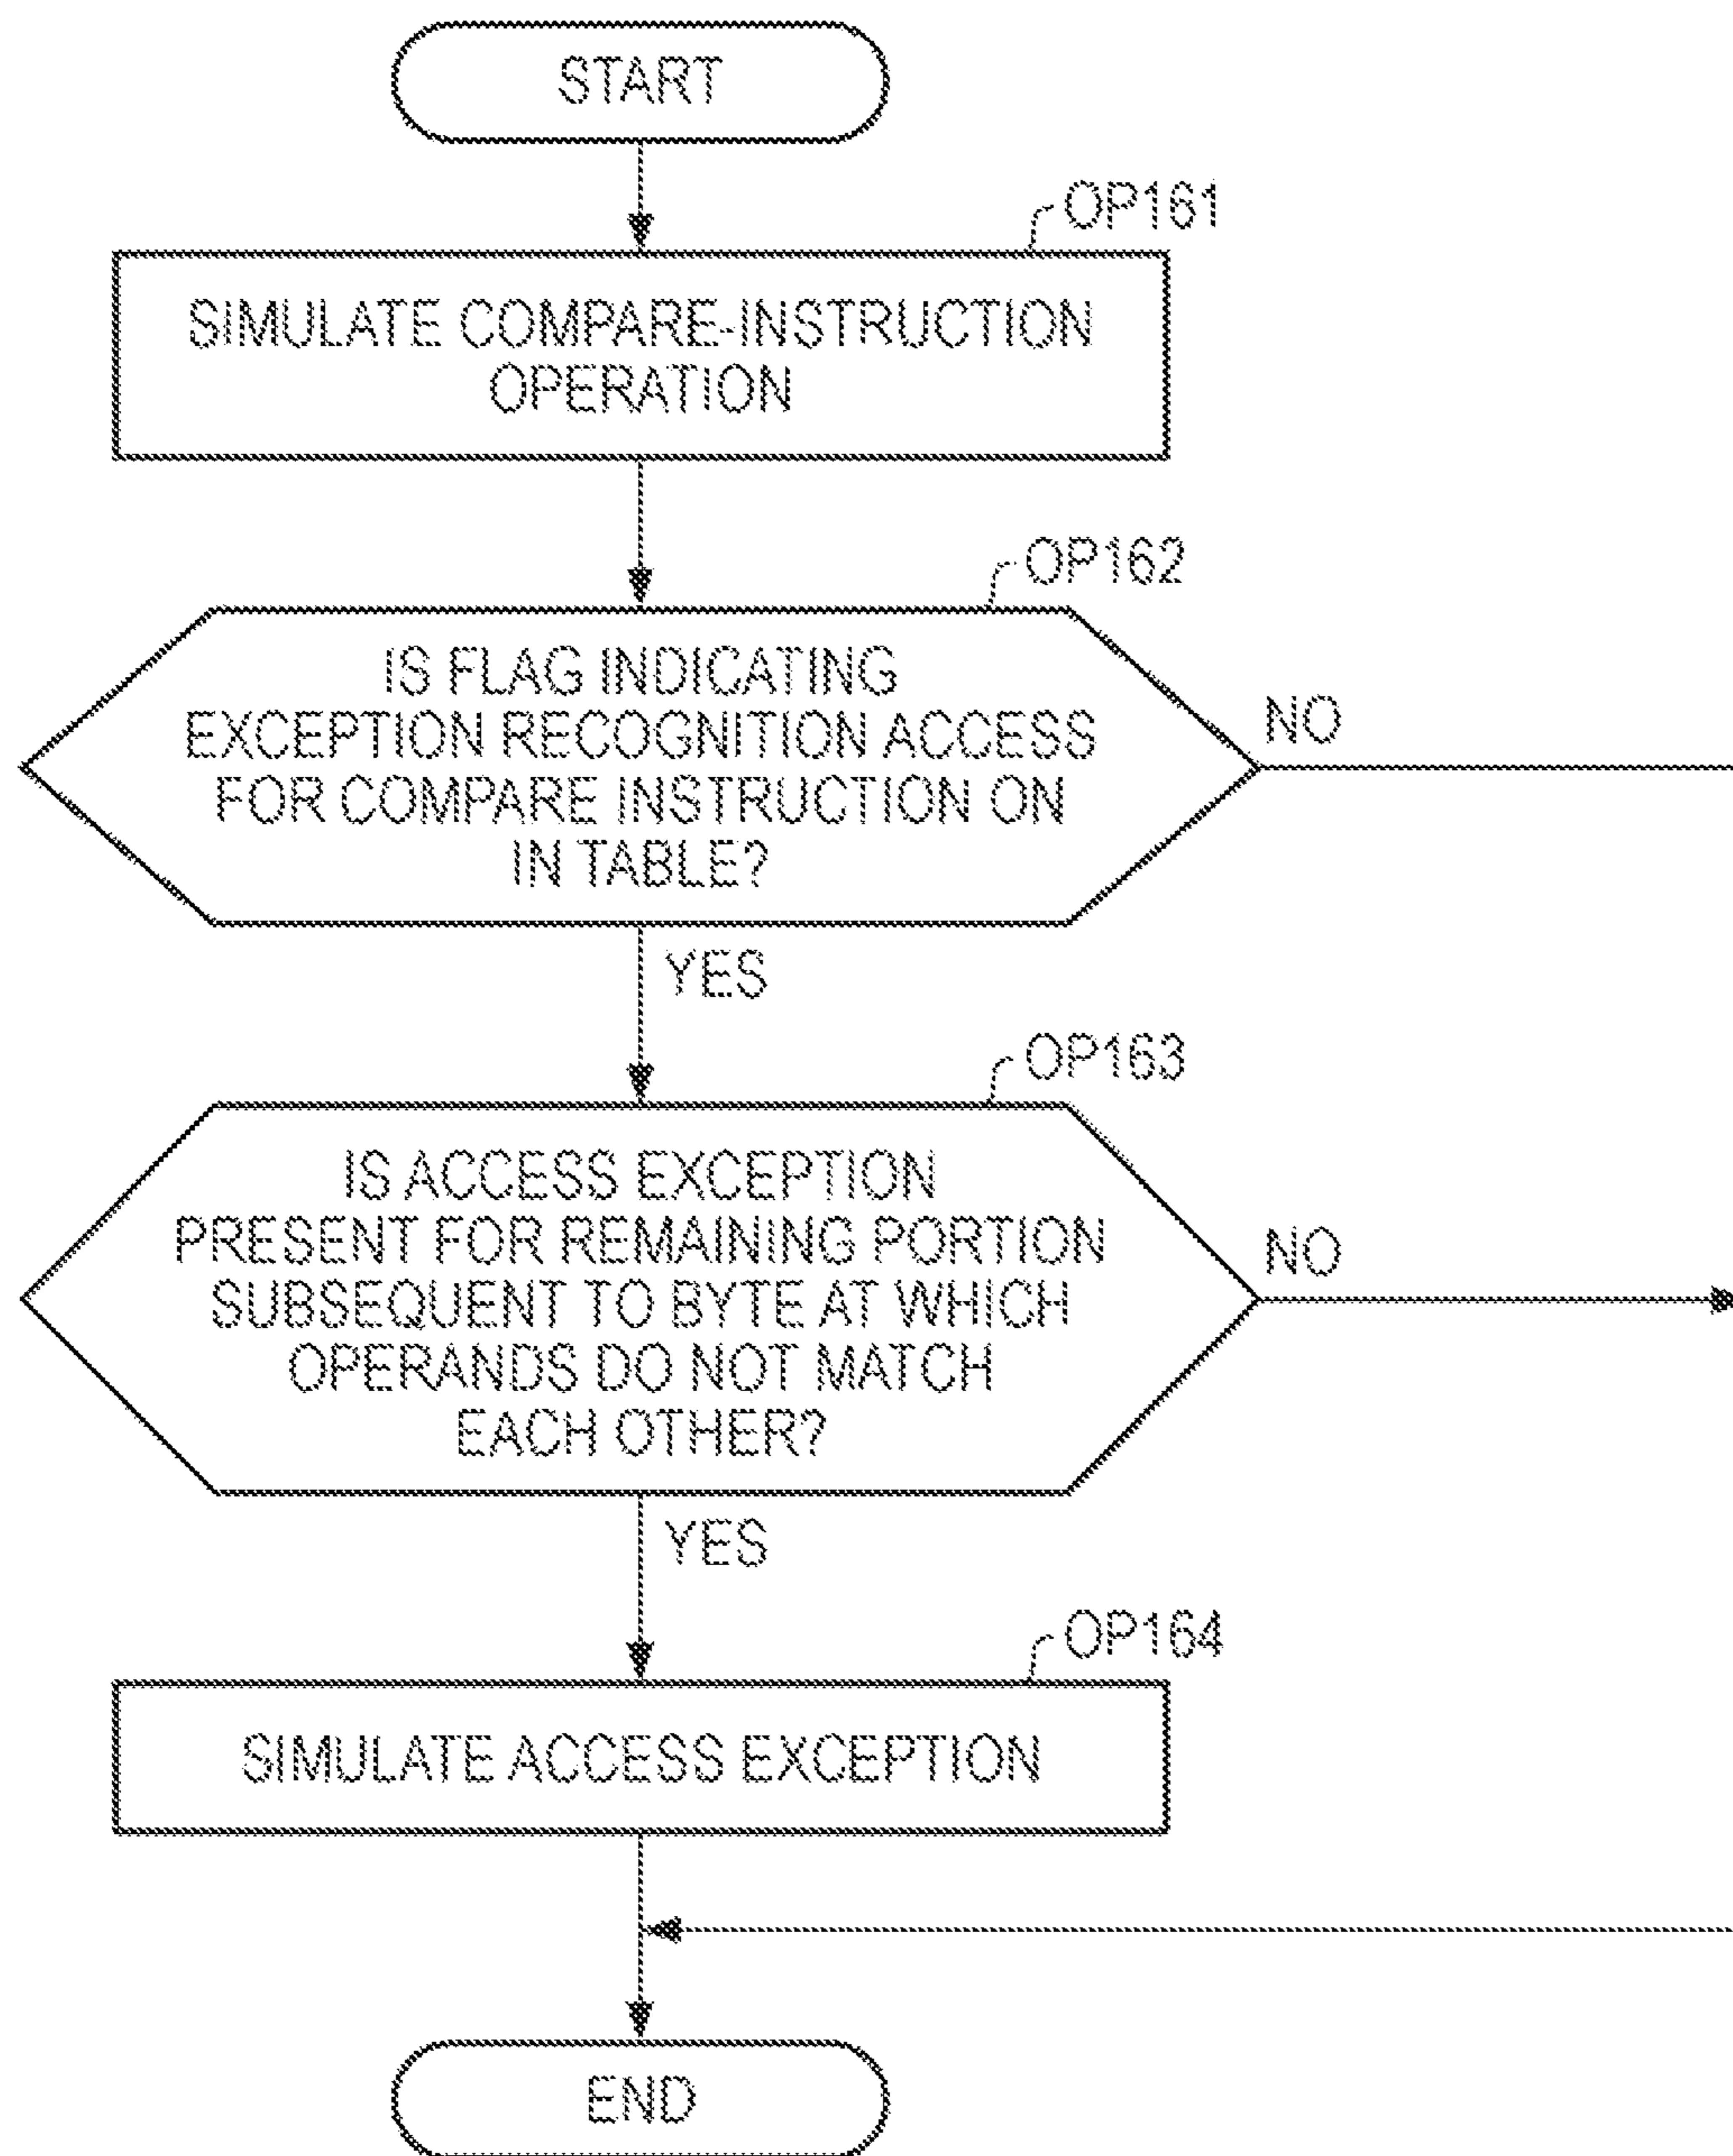 START
OP161
SIMULATE COMPARE-INSTRUCTION
OPERATION
OP162
IS FLAG INDICATING
EXCEPTION RECOGNITION ACCESS
FOR COMPARE INSTRUCTION ON
IN TABLE?
NO
YES
OP163
IS ACCESS EXCEPTION
PRESENT FOR REMAINING PORTION
SUBSEQUENT TO BYTE AT WHICH
OPERANDS DO NOT MATCH
EACH OTHER?
NO
YES
OP164
SIMULATE ACCESS EXCEPTION
END